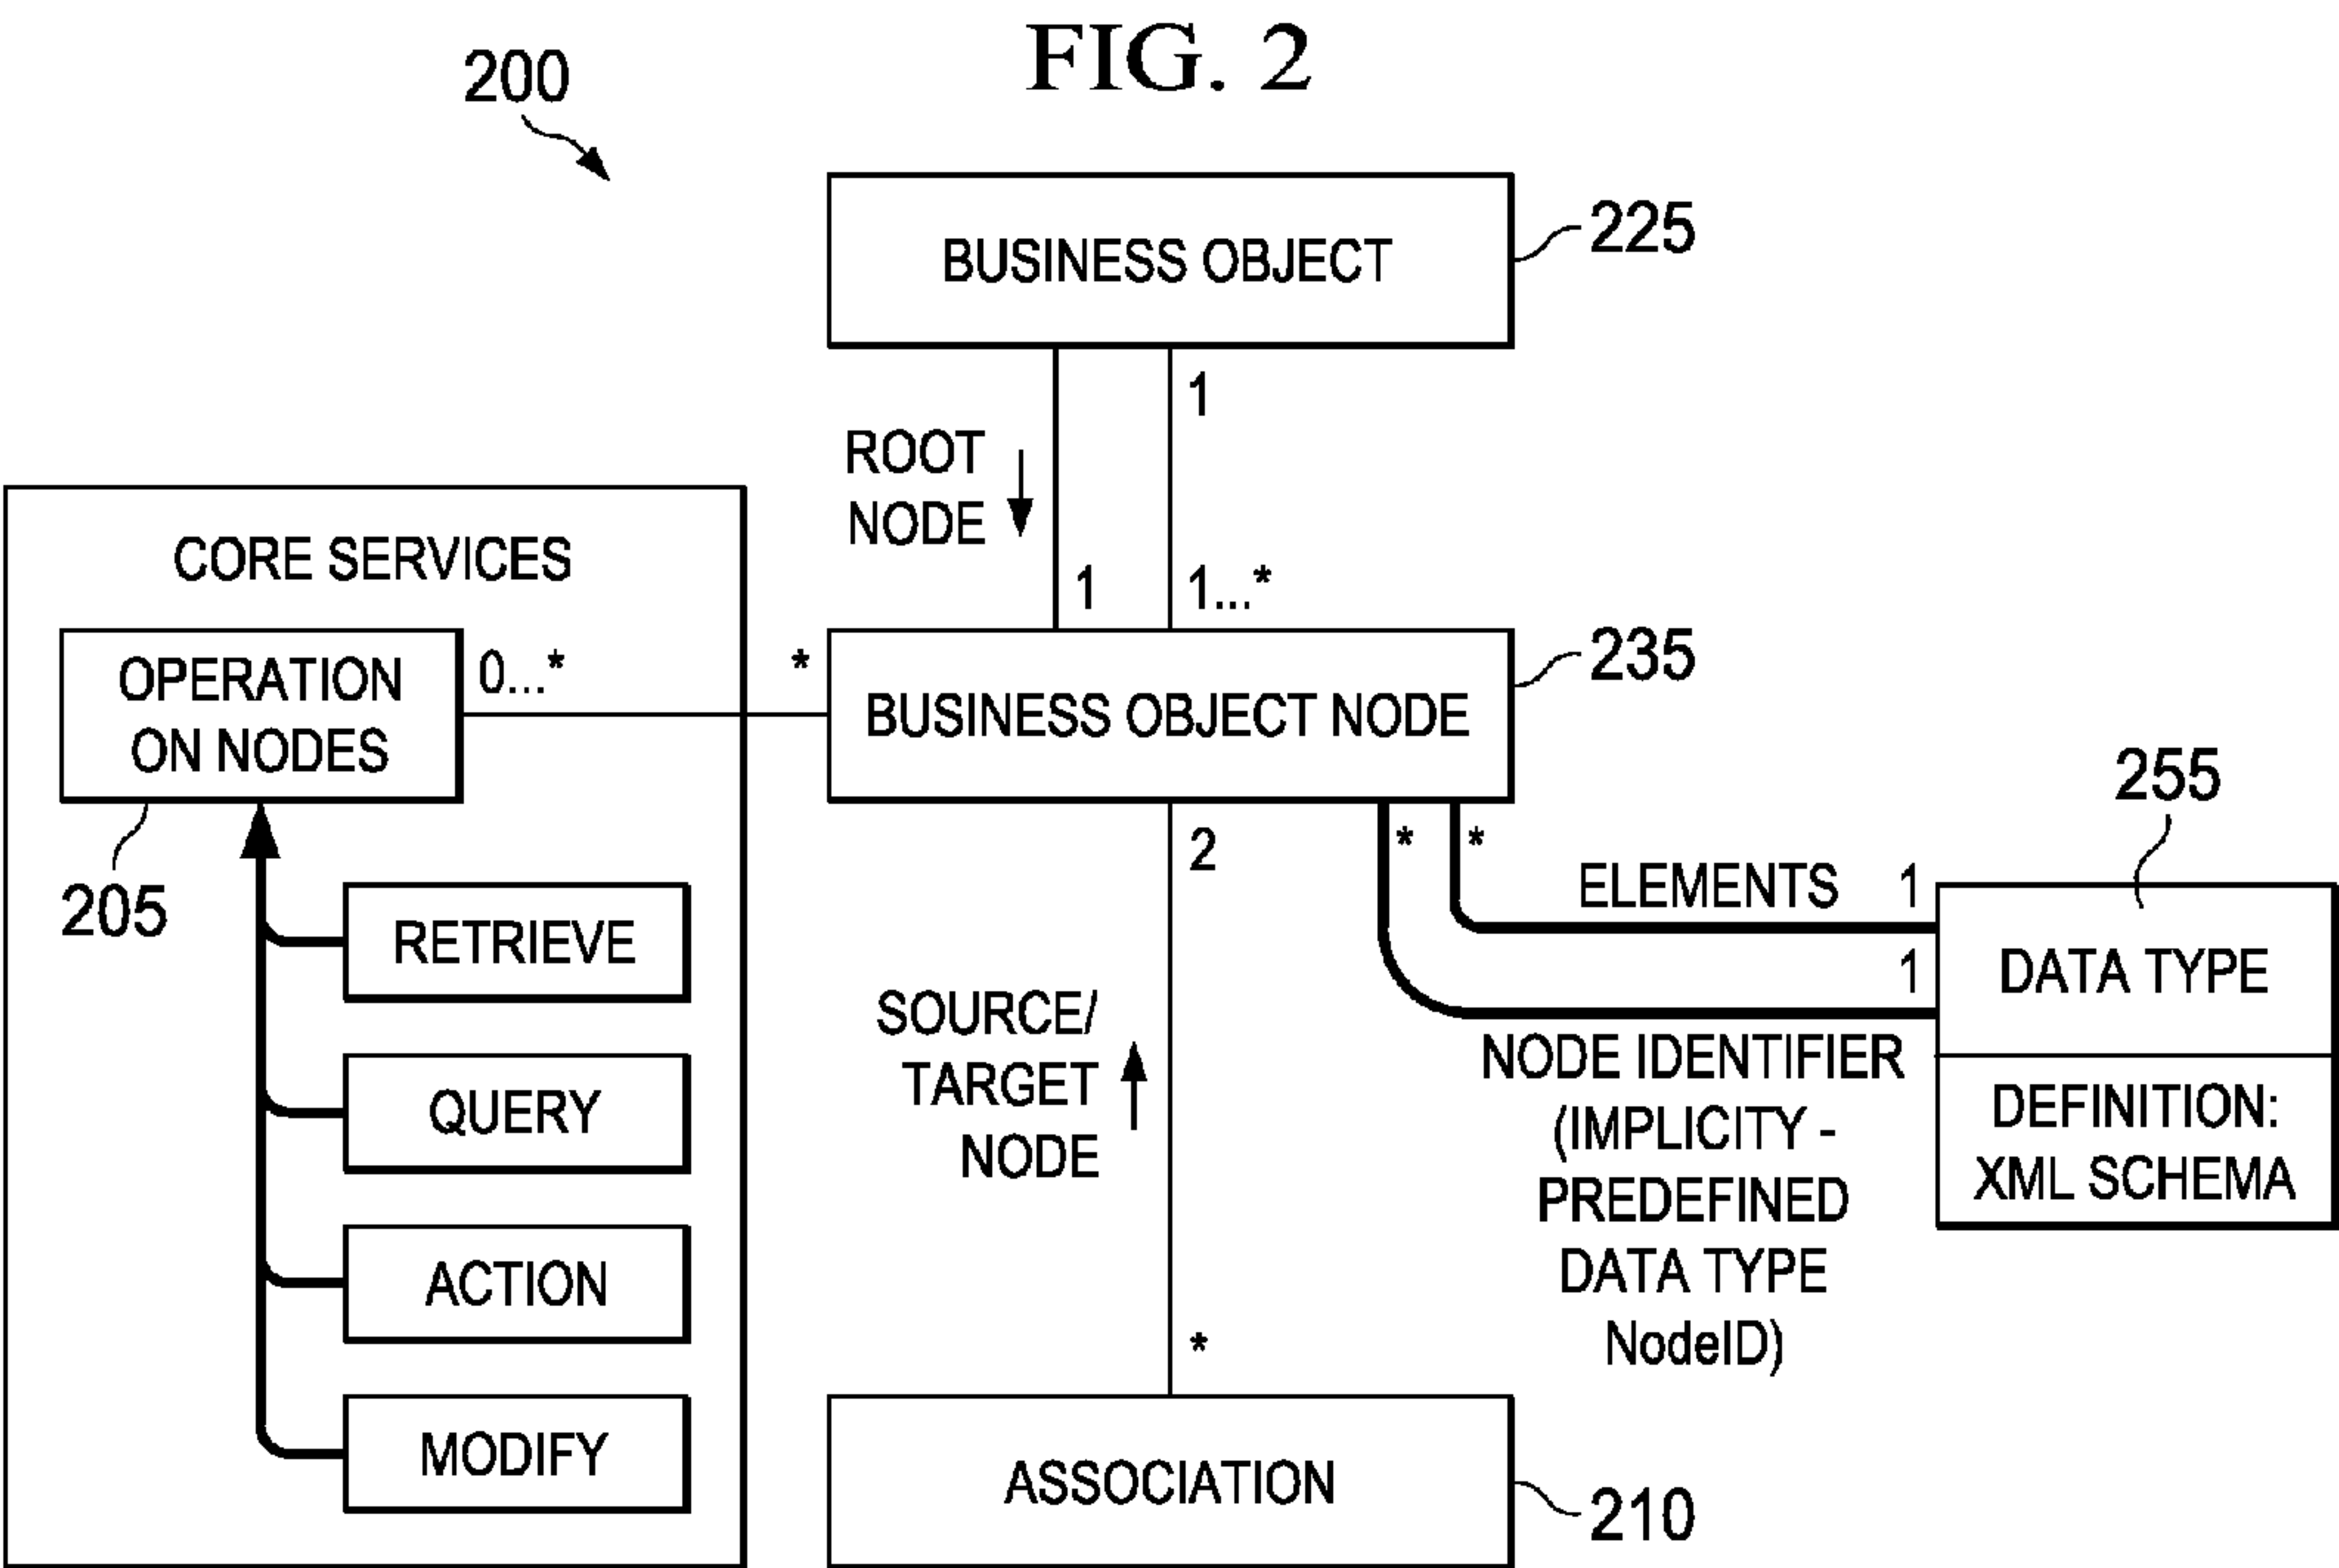 FIG. 2
200
BUSINESS OBJECT
225
1
ROOT
NODE
1
1...*
CORE SERVICES
OPERATION
ON NODES
0...*
*
BUSINESS OBJECT NODE
235
205
RETRIEVE
QUERY
ACTION
MODIFY
2
*
*
ELEMENTS
1
1
255
DATA TYPE
DEFINITION:
XML SCHEMA
NODE IDENTIFIER
(IMPLICITY -
PREDEFINED
DATA TYPE
NodeID)
SOURCE/
TARGET
NODE
*
ASSOCIATION
210